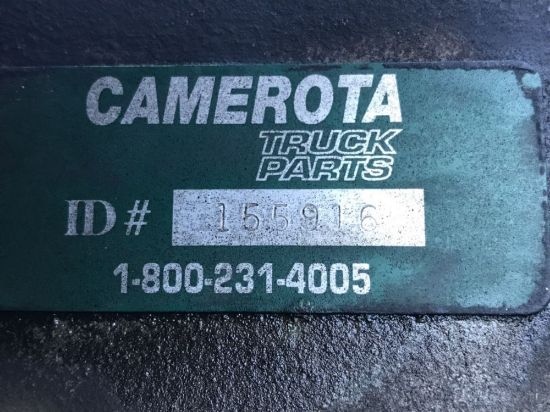 CAMEROTA
TRUCK
PARTS
ID# 155916
1-800-231-4005